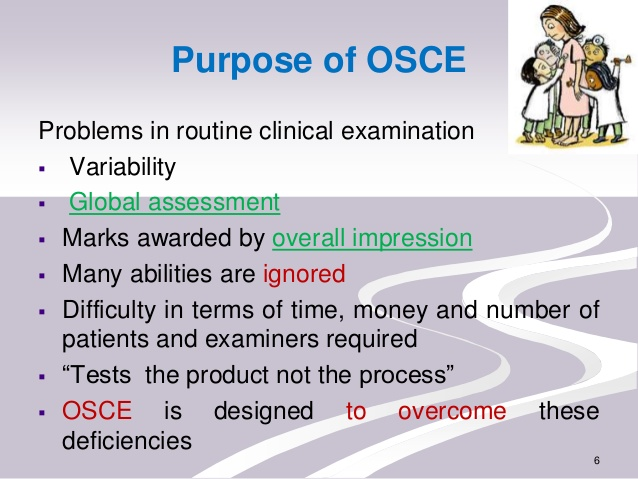 Purpose of OSCE
Problems in routine clinical examination
▪ Variability
▪ Global assessment
▪ Marks awarded by overall impression
▪ Many abilities are ignored
▪ Difficulty in terms of time, money and number of
patients and examiners required
▪ “Tests the product not the process”
▪ OSCE is designed to overcome these
deficiencies
6